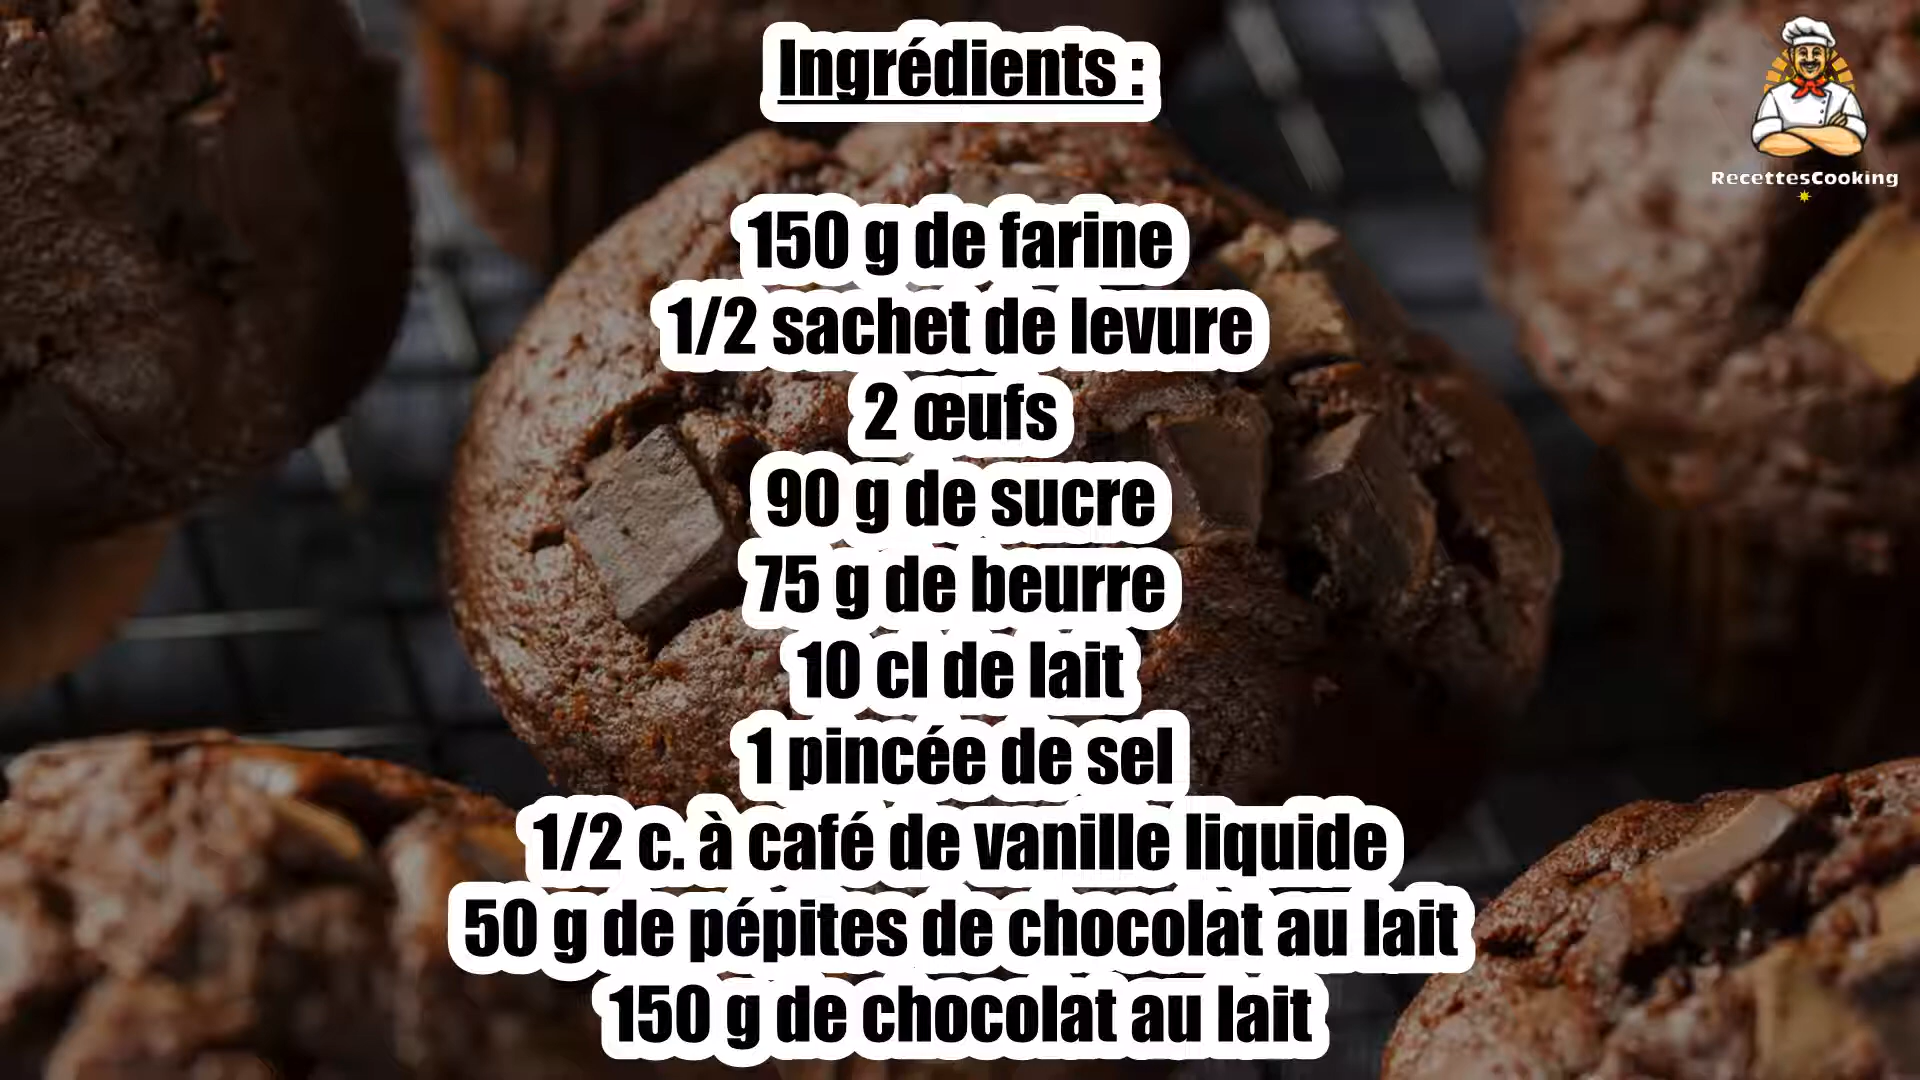 Ingrédients :
RecettesCooking
150 g de farine
1/2 sachet de levure
2 œufs
90 g de sucre
75 g de beurre
10 cl de lait
1 pincée de sel
1/2 c. à café de vanille liquide
50 g de pépites de chocolat au lait
150 g de chocolat au lait